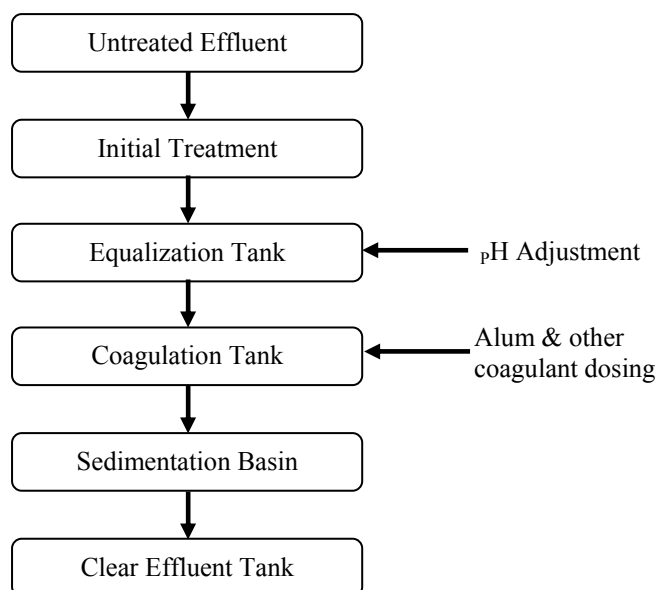 Untreated Effluent
Initial Treatment
Equalization Tank
PH Adjustment
Coagulation Tank
Alum & other
coagulant dosing
Sedimentation Basin
Clear Effluent Tank